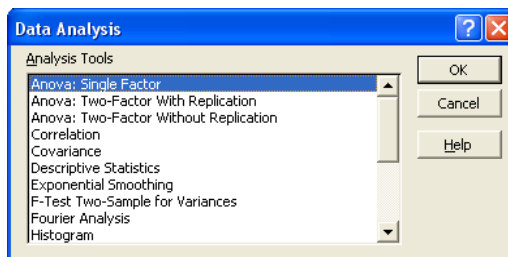 Data Analysis
Analysis Tools
Anova: Single Factor
Anova: Two-Factor With Replication
Anova: Two-Factor Without Replication
Correlation
Covariance
Descriptive Statistics
Exponential Smoothing
F-Test Two-Sample for Variances
Fourier Analysis
Histogram
OK
Cancel
Help